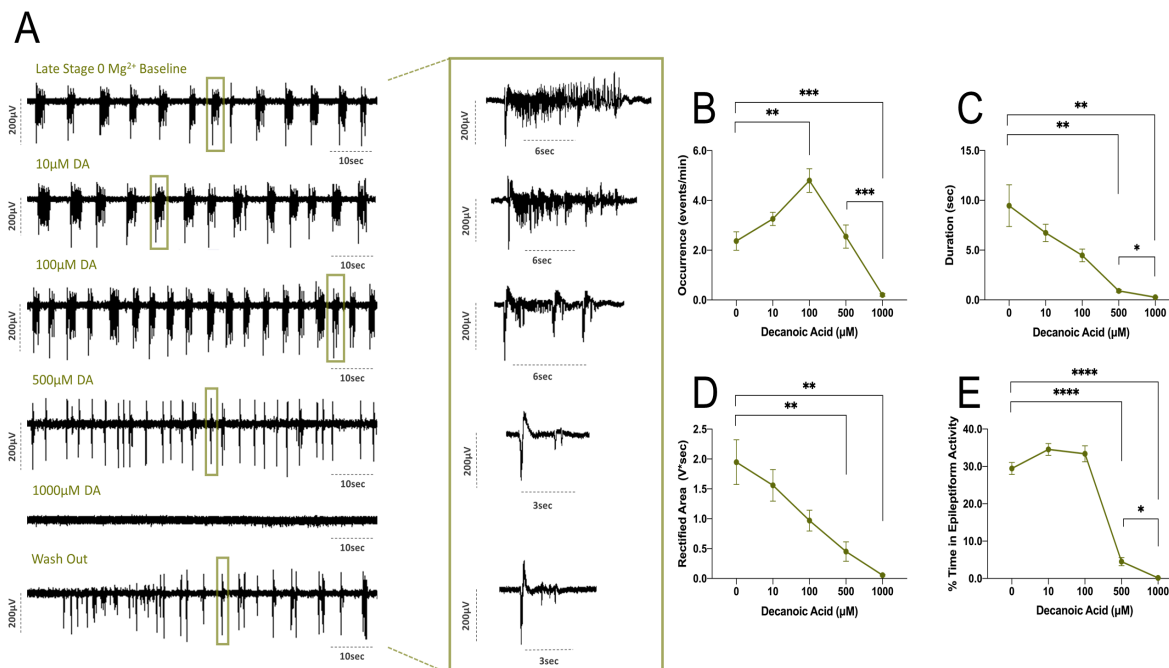 A
Late Stage 0 Mg²⁺ Baseline
200µV
10sec
10µM DA
200µV
10sec
100µM DA
200µV
10sec
500µM DA
200µV
10sec
1000µM DA
10sec
Wash Out
200µV
10sec
200µV
6sec
200µV
6sec
200µV
6sec
200µV
3sec
200µV
3sec
B
***
**
***
Occurrence (events/min)
6.0
4.0
2.0
0.0
0 10 100 500 1000
Decanoic Acid (µM)
C
**
**
*
Duration (sec)
15.0
10.0
5.0
0.0
0 10 100 500 1000
Decanoic Acid (µM)
D
**
**
Rectified Area (V*sec)
2.5
2.0
1.5
1.0
0.5
0.0
0 10 100 500 1000
Decanoic Acid (µM)
E
****
****
*
% Time in Epileptiform Activity
40.0
30.0
20.0
10.0
0.0
0 10 100 500 1000
Decanoic Acid (µM)